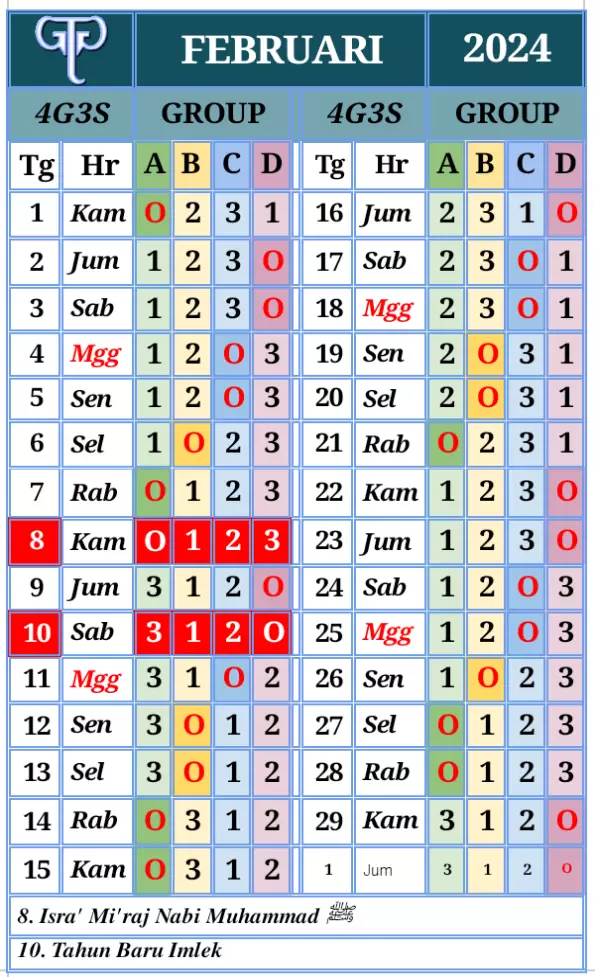 FEBRUARI 2024
4G3S GROUP 4G3S GROUP
Tg Hr A B C D Tg Hr A B C D
1 Kam O 2 3 1 16 Jum 2 3 1 O
2 Jum 1 2 3 O 17 Sab 2 3 O 1
3 Sab 1 2 3 O 18 Mgg 2 3 O 1
4 Mgg 1 2 O 3 19 Sen 2 O 3 1
5 Sen 1 2 O 3 20 Sel 2 O 3 1
6 Sel 1 O 2 3 21 Rab O 2 3 1
7 Rab O 1 2 3 22 Kam 1 2 3 O
8 Kam O 1 2 3 23 Jum 1 2 3 O
9 Jum 3 1 2 O 24 Sab 1 2 O 3
10 Sab 3 1 2 O 25 Mgg 1 2 O 3
11 Mgg 3 1 O 2 26 Sen 1 O 2 3
12 Sen 3 O 1 2 27 Sel O 1 2 3
13 Sel 3 O 1 2 28 Rab O 1 2 3
14 Rab O 3 1 2 29 Kam 3 1 2 O
15 Kam O 3 1 2 1 Jum 3 1 2 O
8. Isra' Mi'raj Nabi Muhammad ﷺ
10. Tahun Baru Imlek